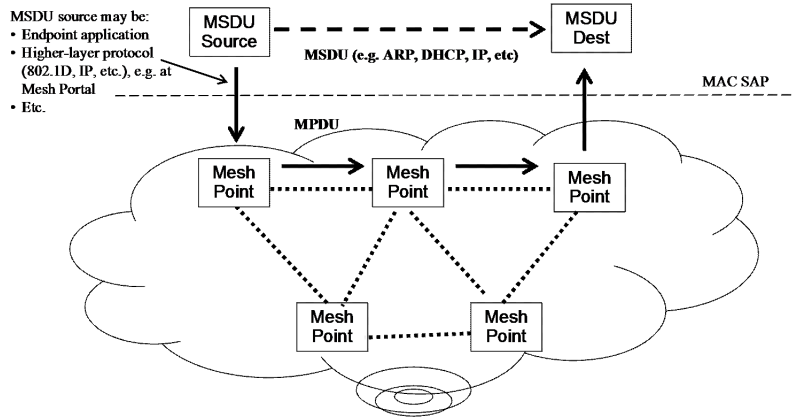 MSDU source may be:
• Endpoint application
• Higher-layer protocol
(802.1D, IP, etc.), e.g. at
Mesh Portal
• Etc.
MSDU
Source
MSDU
Dest
MSDU (e.g. ARP, DHCP, IP, etc)
MAC SAP
MPDU
Mesh
Point
Mesh
Point
Mesh
Point
Mesh
Point
Mesh
Point